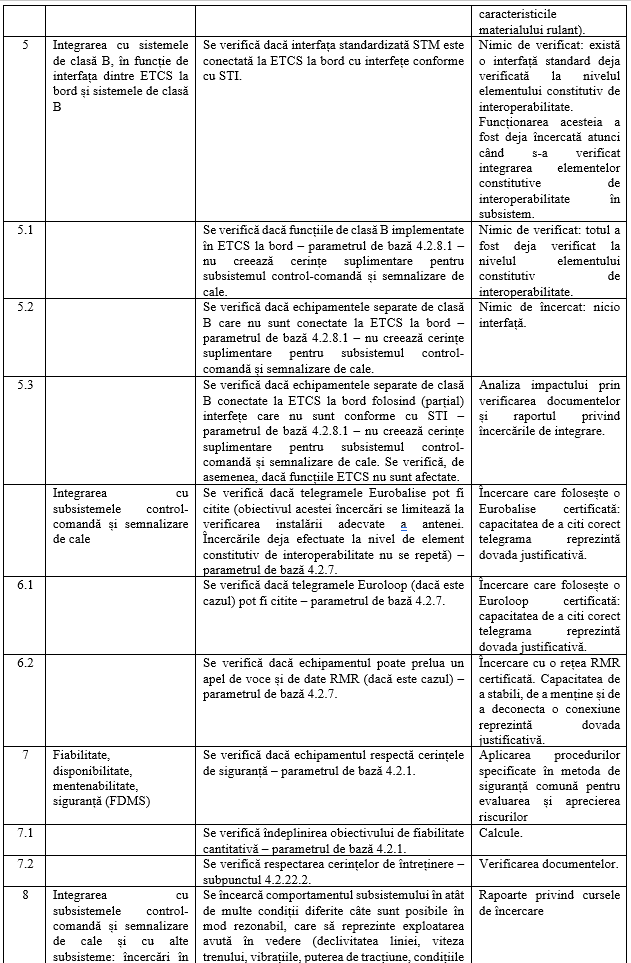 caracteristicile
materialului rulant).
5
Integrarea cu sistemele
de clasă B, în funcție de
interfața dintre ETCS la
bord și sistemele de clasă
B
Se verifică dacă interfața standardizată STM este
conectată la ETCS la bord cu interfețe conforme
cu STI.
Nimic de verificat: există
o interfață standard deja
verificată la nivelul
elementului constitutiv de
interoperabilitate.
Funcționarea acesteia a
fost deja încercată atunci
când s-a verificat
integrarea elementelor
constitutive de
interoperabilitate în
subsistem.
5.1
Se verifică dacă funcțiile de clasă B implementate
în ETCS la bord – parametrul de bază 4.2.8.1 –
nu creează cerințe suplimentare pentru
subsistemul control-comandă și semnalizare de
cale.
Nimic de verificat: totul a
fost deja verificat la
nivelul elementului
constitutiv de
interoperabilitate.
5.2
Se verifică dacă echipamentele separate de clasă
B care nu sunt conectate la ETCS la bord –
parametrul de bază 4.2.8.1 – nu creează cerințe
suplimentare pentru subsistemul control-
comandă și semnalizare de cale.
Nimic de încercat: nicio
interfață.
5.3
Se verifică dacă echipamentele separate de clasă
B conectate la ETCS la bord folosind (parțial)
interfețe care nu sunt conforme cu STI –
parametrul de bază 4.2.8.1 – nu creează cerințe
suplimentare pentru subsistemul control-
comandă și semnalizare de cale. Se verifică, de
asemenea, dacă funcțiile ETCS nu sunt afectate.
Analiza impactului prin
verificarea documentelor
și raportul privind
încercările de integrare.
Integrarea cu
subsistemele control-
comandă și semnalizare
de cale
Se verifică dacă telegramele Eurobalise pot fi
citite (obiectivul acestei încercări se limitează la
verificarea instalării adecvate a antenei.
Încercările deja efectuate la nivel de element
constitutiv de interoperabilitate nu se repetă) –
parametrul de bază 4.2.7.
Încercare care folosește o
Eurobalise certificată:
capacitatea de a citi corect
telegrama reprezintă
dovada justificativă.
6.1
Se verifică dacă telegramele Euroloop (dacă este
cazul) pot fi citite – parametrul de bază 4.2.7.
Încercare care folosește o
Euroloop certificată:
capacitatea de a citi corect
telegrama reprezintă
dovada justificativă.
6.2
Se verifică dacă echipamentul poate prelua un
apel de voce și de date RMR (dacă este cazul) –
parametrul de bază 4.2.7.
Încercare cu o rețea RMR
certificată. Capacitatea de
a stabili, de a menține și de
a deconecta o conexiune
reprezintă dovada
justificativă.
7
Fiabilitate,
disponibilitate,
mentenabilitate,
siguranță (FDMS)
Se verifică dacă echipamentul respectă cerințele
de siguranță – parametrul de bază 4.2.1.
Aplicarea procedurilor
specificate în metoda de
siguranță comună pentru
evaluarea și aprecierea
riscurilor
7.1
Se verifică îndeplinirea obiectivului de fiabilitate
cantitativă – parametrul de bază 4.2.1.
Calcule.
7.2
Se verifică respectarea cerințelor de întreținere –
subpunctul 4.2.22.2.
Verificarea documentelor.
8
Integrarea cu
subsistemele control-
comandă și semnalizare
de cale și cu alte
subsisteme: încercări în
Se încearcă comportamentul subsistemului în atât
de multe condiții diferite câte sunt posibile în
mod rezonabil, care să reprezinte exploatarea
avută în vedere (declivitatea liniei, viteza
trenului, vibrațiile, puterea de tracțiune, condițiile
Rapoarte privind cursele
de încercare